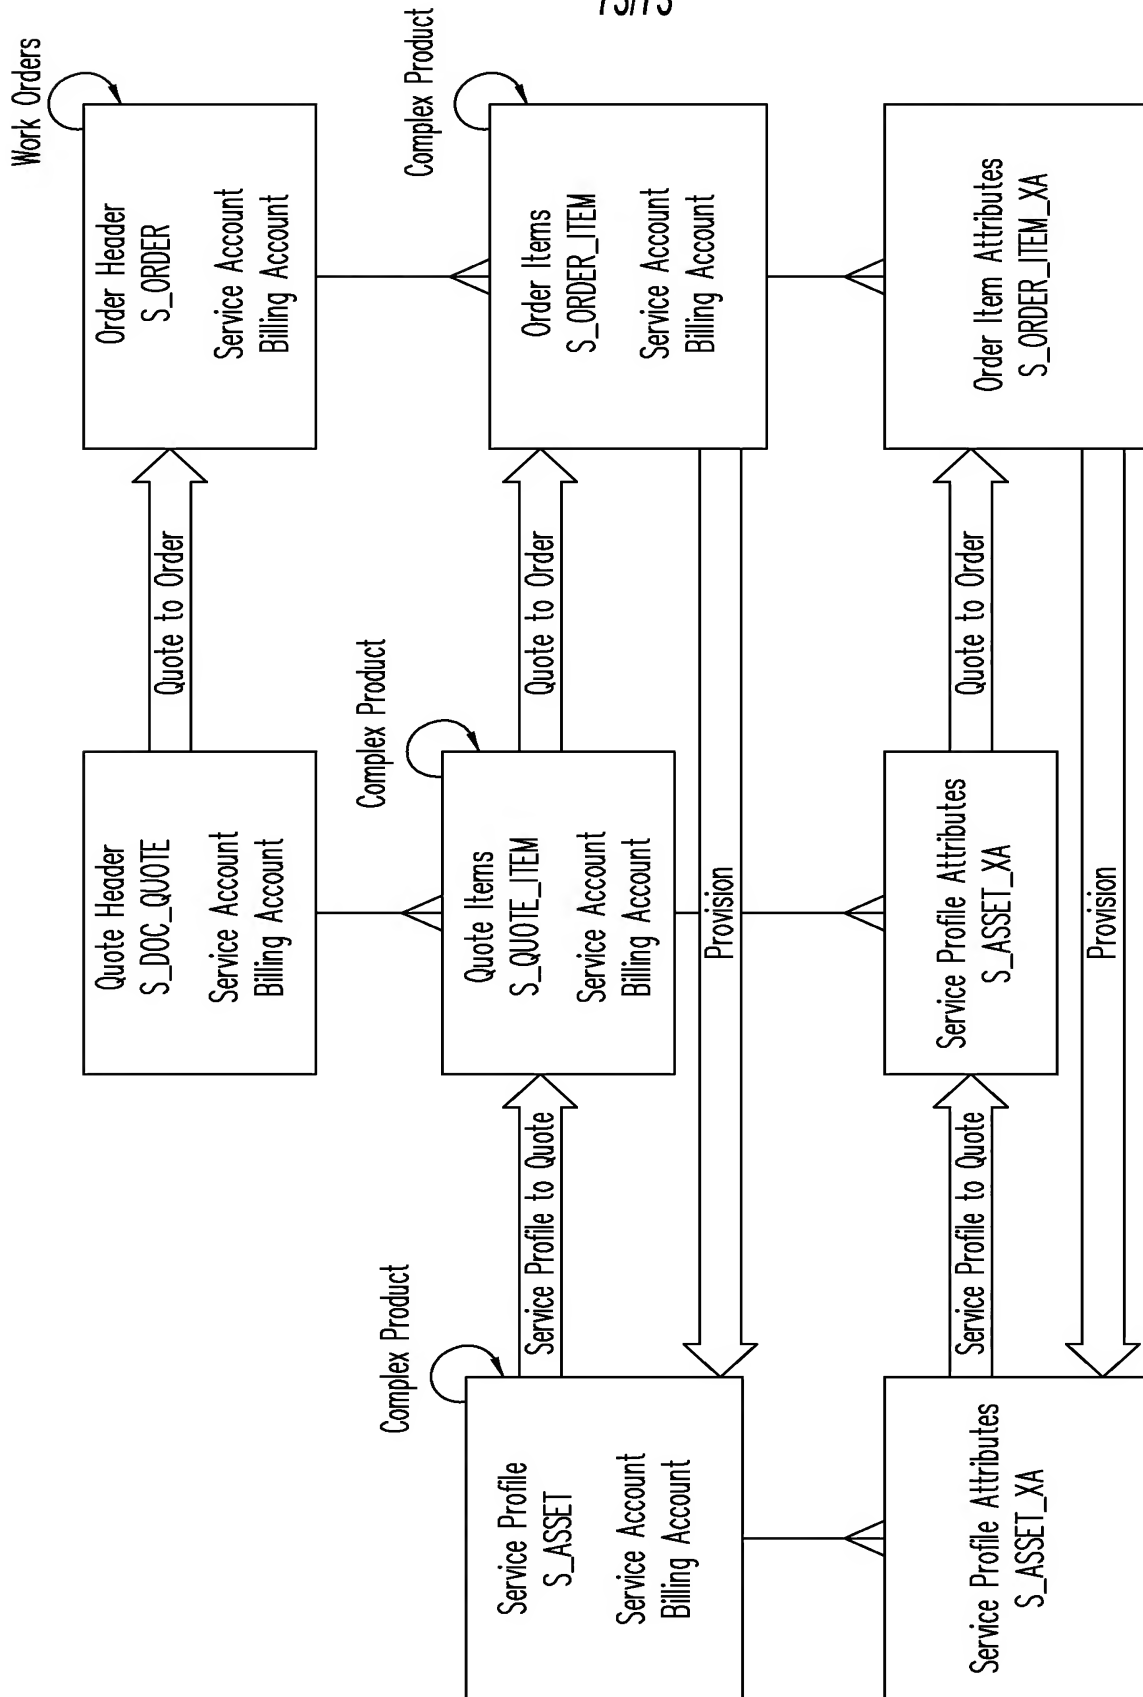 Work Orders
Quote Header
S_DOC_QUOTE
Service Account
Billing Account
Quote to Order
Order Header
S_ORDER
Service Account
Billing Account
Complex Product
Complex Product
Complex Product
Service Profile
S_ASSET
Service Account
Billing Account
Service Profile to Quote
Quote Items
S_QUOTE_ITEM
Service Account
Billing Account
Quote to Order
Order Items
S_ORDER_ITEM
Service Account
Billing Account
Provision
Service Profile Attributes
S_ASSET_XA
Service Profile to Quote
Service Profile Attributes
S_ASSET_XA
Quote to Order
Order Item Attributes
S_ORDER_ITEM_XA
Provision